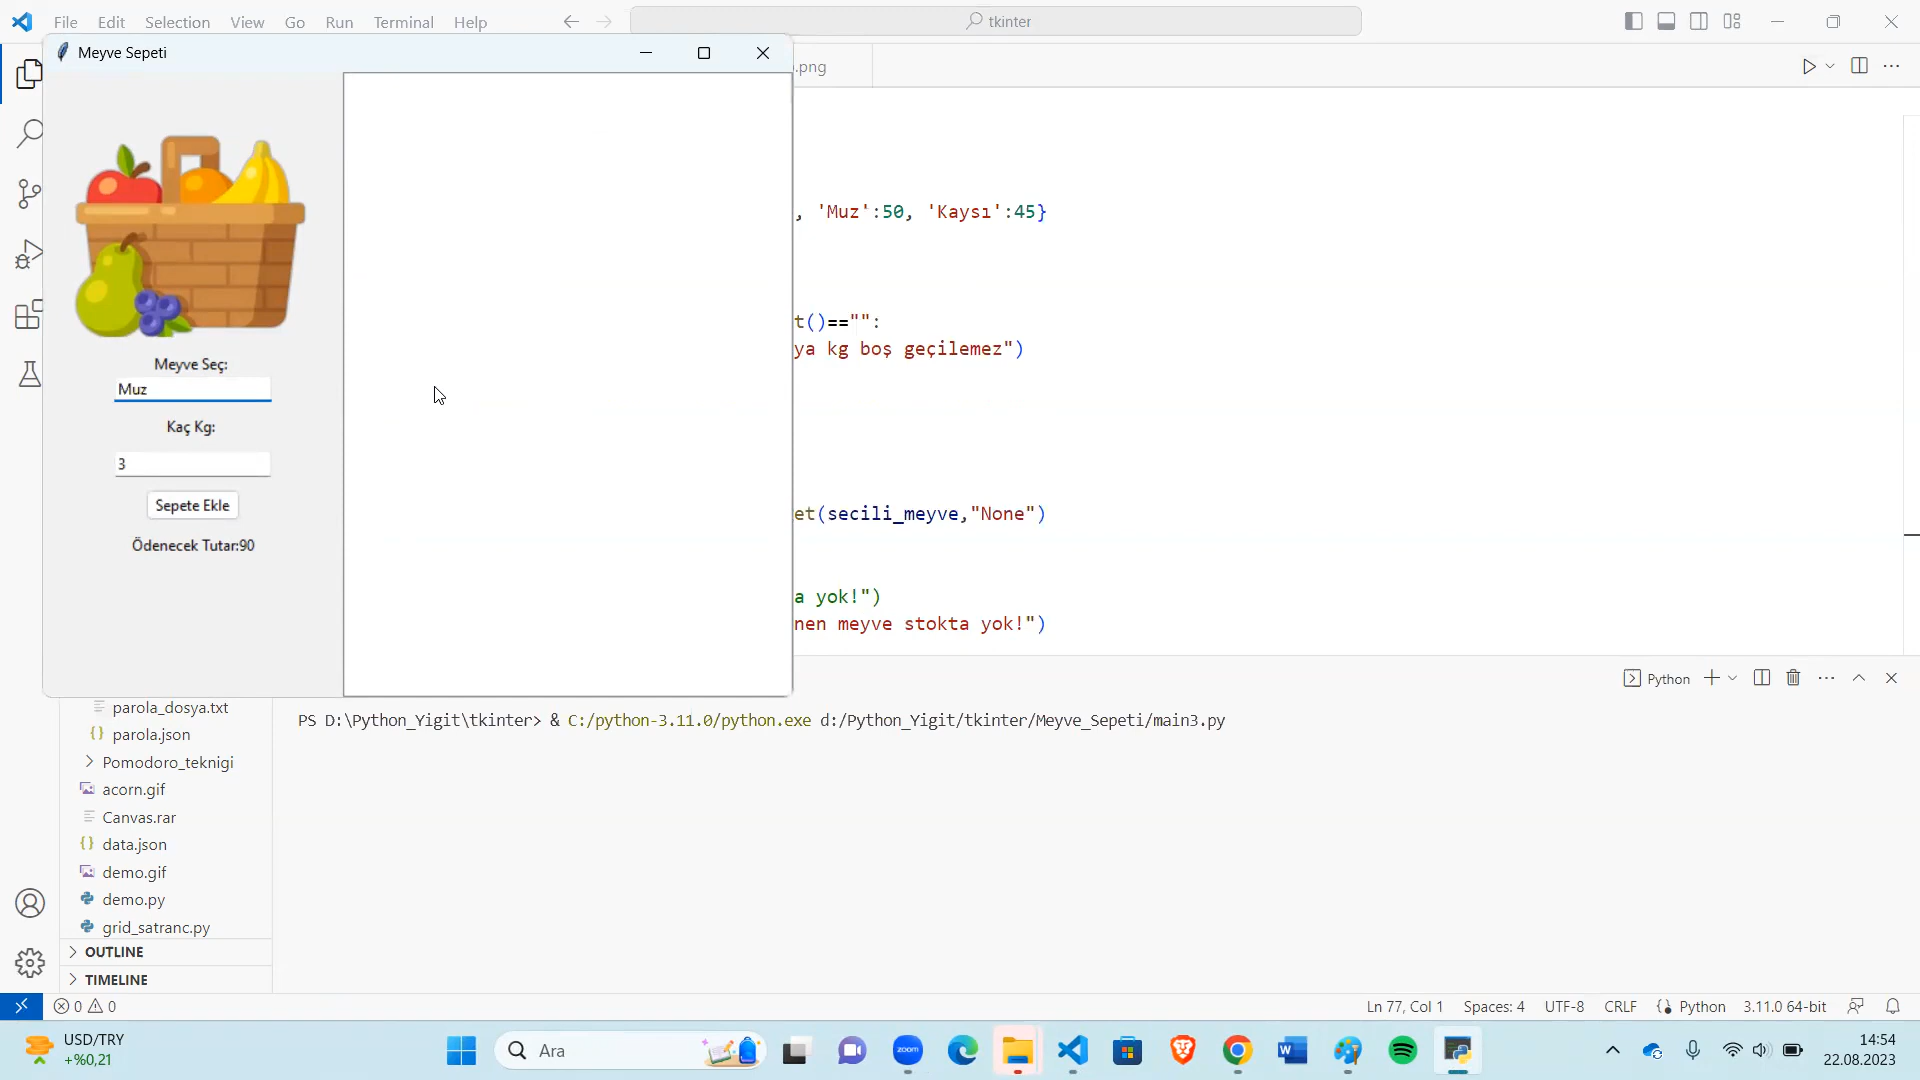 File Edit Selection View Go Run Terminal Help
tkinter
Meyve Sepeti
.png
Meyve Seç:
Muz
Kaç Kg:
3
Sepete Ekle
Ödenecek Tutar:90
, 'Muz':50, 'Kaysı':45}
t()=="":
ya kg boş geçilemez")
et(secili_meyve,"None")
a yok!")
nen meyve stokta yok!")
Python
PS D:\Python_Yigit\tkinter> & C:/python-3.11.0/python.exe d:/Python_Yigit/tkinter/Meyve_Sepeti/main3.py
parola_dosya.txt
parola.json
Pomodoro_teknigi
acorn.gif
Canvas.rar
data.json
demo.gif
demo.py
grid_satranc.py
OUTLINE
TIMELINE
0 0
Ln 77, Col 1 Spaces: 4 UTF-8 CRLF Python 3.11.0 64-bit
USD/TRY
+%0,21
Ara
zoom
14:54
22.08.2023